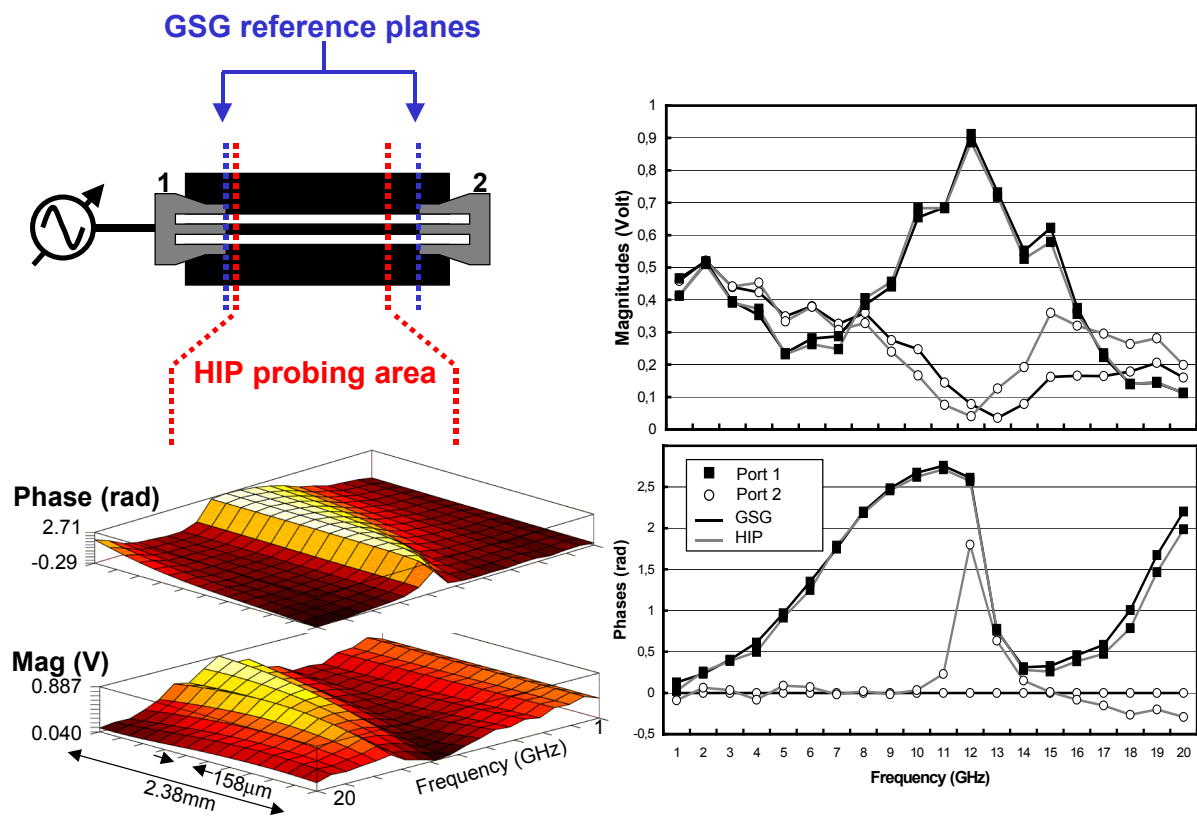 GSG reference planes
1
2
HIP probing area
Phase (rad)
2.71
-0.29
Mag (V)
0.887
0.040
158µm
2.38mm
Frequency (GHz)
1
20
Magnitudes (Volt)
1
0,9
0,8
0,7
0,6
0,5
0,4
0,3
0,2
0,1
0
Phases (rad)
2,5
2
1,5
1
0,5
0
-0,5
Port 1
Port 2
GSG
HIP
1 2 3 4 5 6 7 8 9 10 11 12 13 14 15 16 17 18 19 20
Frequency (GHz)